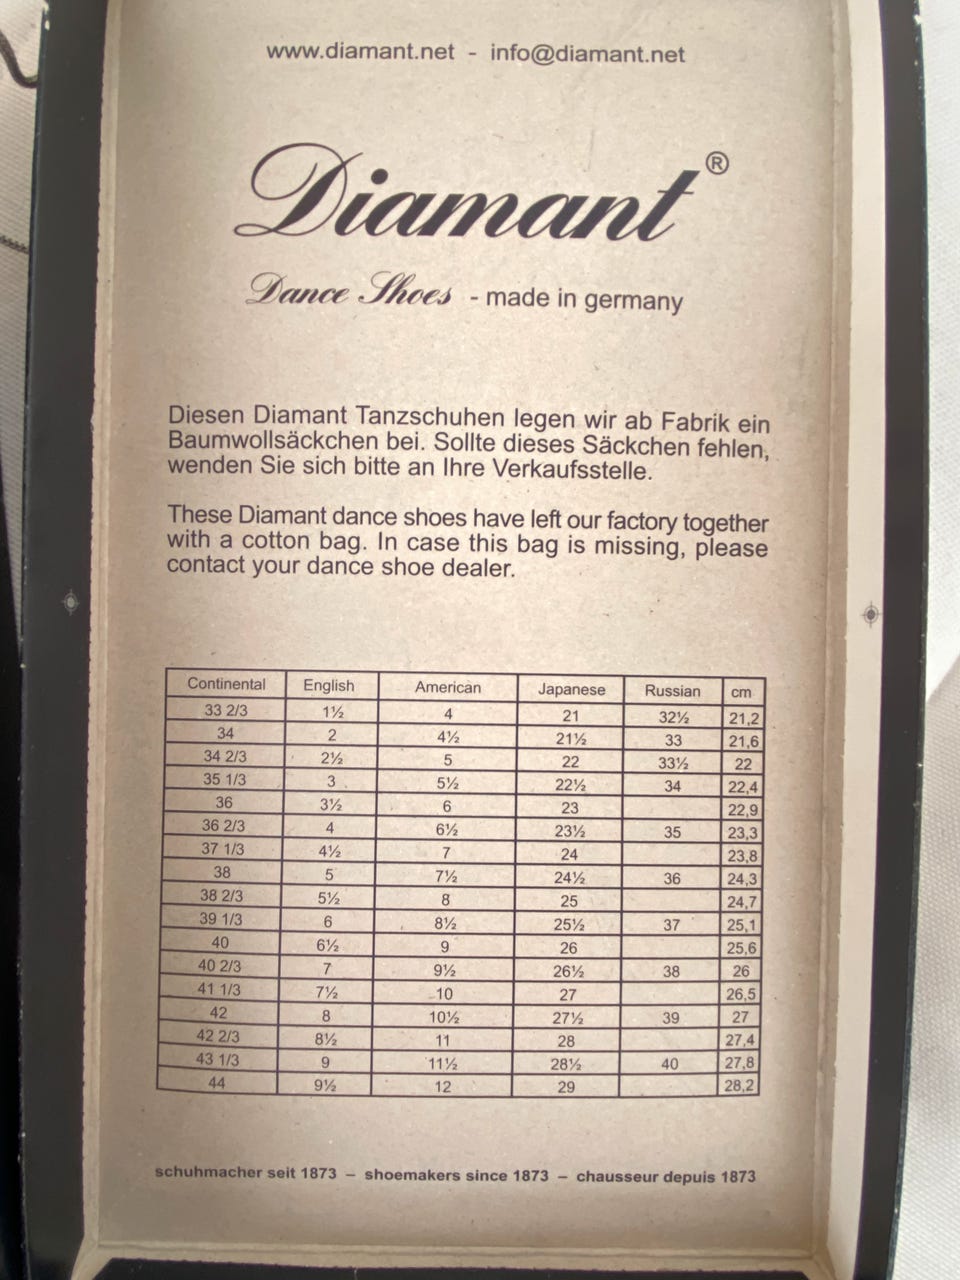 www.diamant.net - info@diamant.net
Diamant®
Dance Shoes - made in germany
Diesen Diamant Tanzschuhen legen wir ab Fabrik ein
Baumwollsäckchen bei. Sollte dieses Säckchen fehlen,
wenden Sie sich bitte an Ihre Verkaufsstelle.
These Diamant dance shoes have left our factory together
with a cotton bag. In case this bag is missing, please
contact your dance shoe dealer.
Continental English American Japanese Russian cm
33 2/3 1½ 4 21 32½ 21,2
34 2 4½ 21½ 33 21,6
34 2/3 2½ 5 22 33½ 22
35 1/3 3 5½ 22½ 34 22,4
36 3½ 6 23 22,9
36 2/3 4 6½ 23½ 35 23,3
37 1/3 4½ 7 24 23,8
38 5 7½ 24½ 36 24,3
38 2/3 5½ 8 25 24,7
39 1/3 6 8½ 25½ 37 25,1
40 6½ 9 26 25,6
40 2/3 7 9½ 26½ 38 26
41 1/3 7½ 10 27 26,5
42 8 10½ 27½ 39 27
42 2/3 8½ 11 28 27,4
43 1/3 9 11½ 28½ 40 27,8
44 9½ 12 29 28,2
schuhmacher seit 1873 – shoemakers since 1873 – chausseur depuis 1873